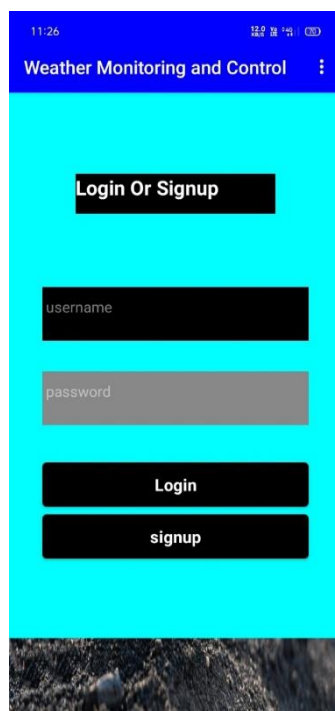 11:26
Weather Monitoring and Control
Login Or Signup
username
password
Login
signup